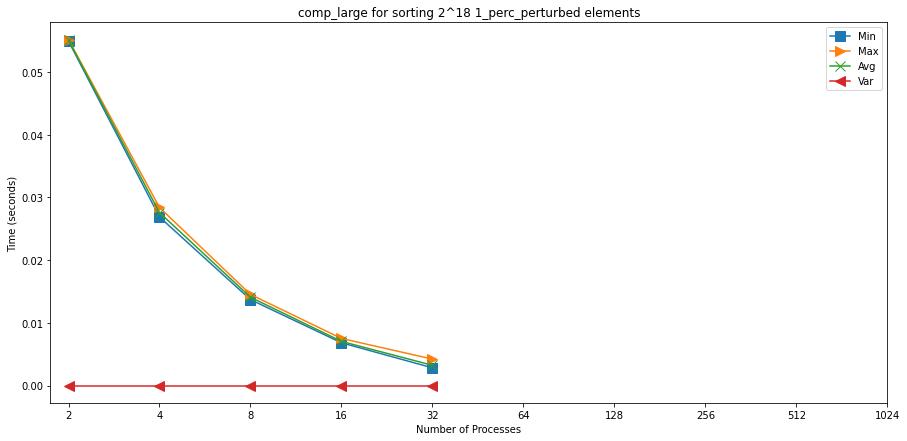 comp_large for sorting 2^18 1_perc_perturbed elements
Min
Max
Avg
Var
Time (seconds)
0.05
0.04
0.03
0.02
0.01
0.00
2 4 8 16 32 64 128 256 512 1024
Number of Processes